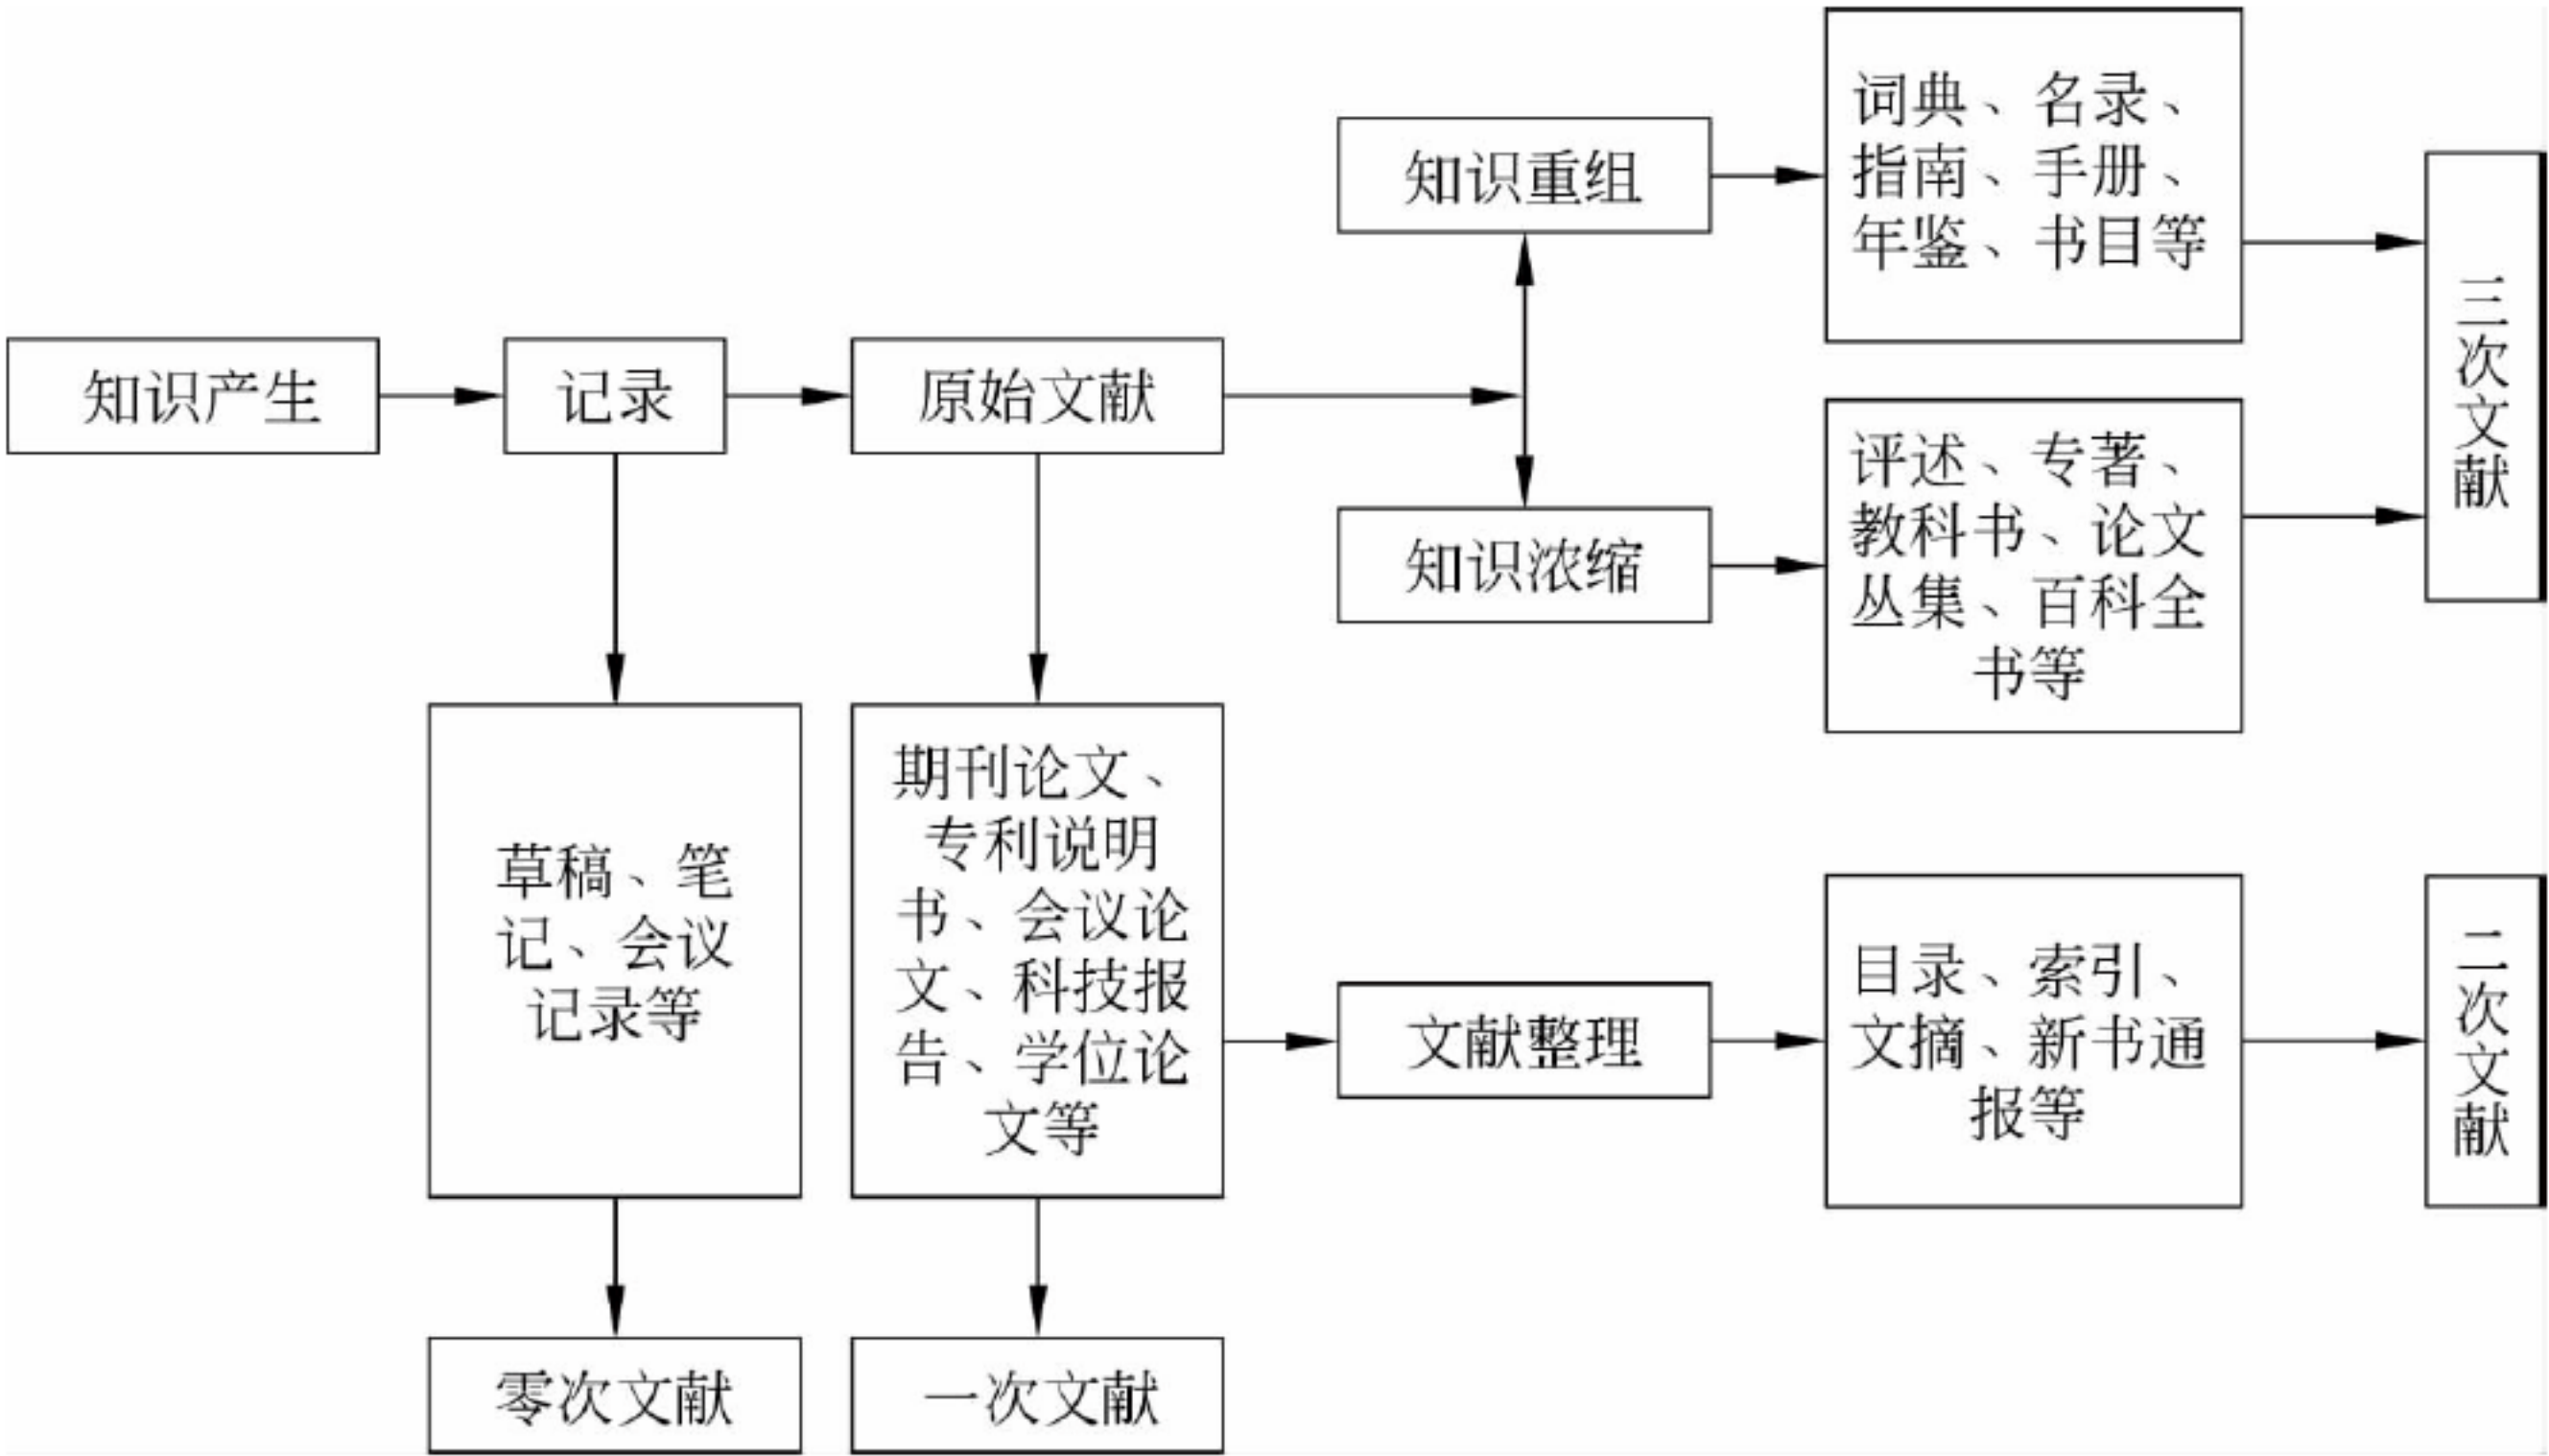 知识产生
记录
原始文献
知识重组
知识浓缩
词典、名录、
指南、手册、
年鉴、书目等
评述、专著、
教科书、论文
丛集、百科全
书等
三次文献
草稿、笔
记、会议
记录等
期刊论文、
专利说明
书、会议论
文、科技报
告、学位论
文等
文献整理
目录、索引、
文摘、新书通
报等
二次文献
零次文献
一次文献